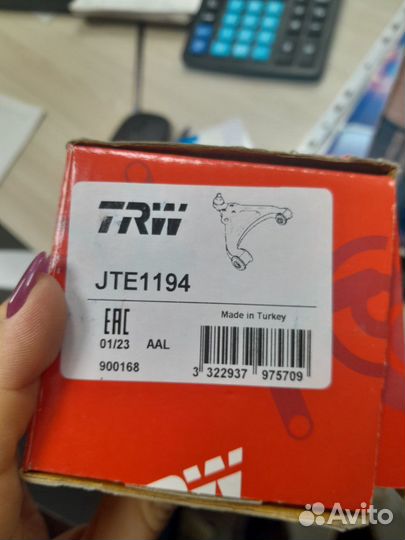 TRW
JTE1194
EAC
Made in Turkey
01/23 AAL
900168
3 322937 975709
TRW
Avito